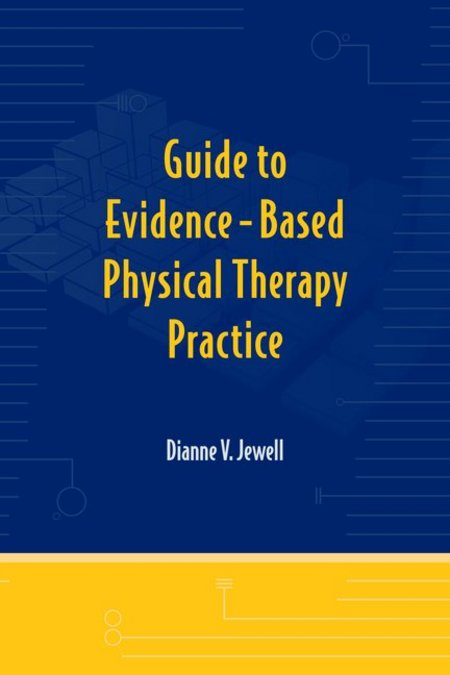 Guide to
Evidence-Based
Physical Therapy
Practice
Dianne V. Jewell